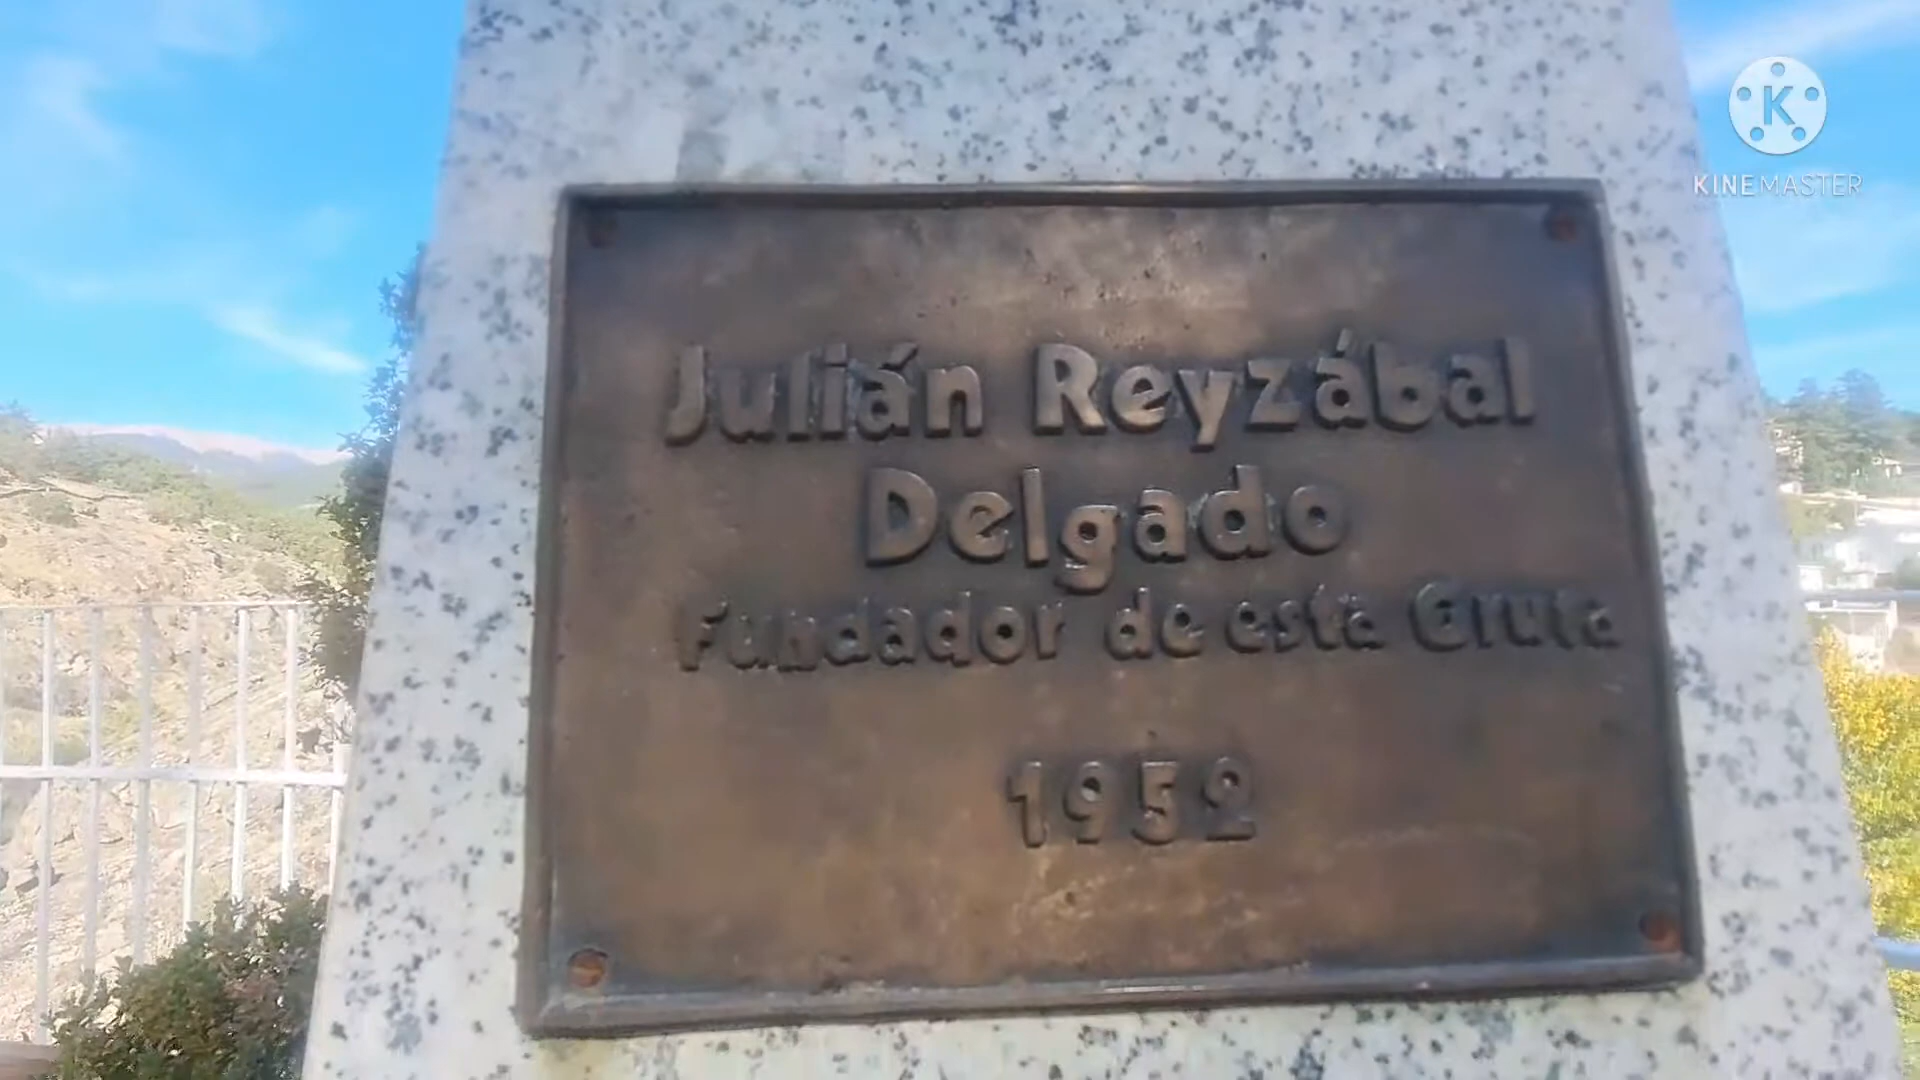 Julián Reyzábal
Delgado
Fundador de esta Gruta
1952
K
KINEMASTER